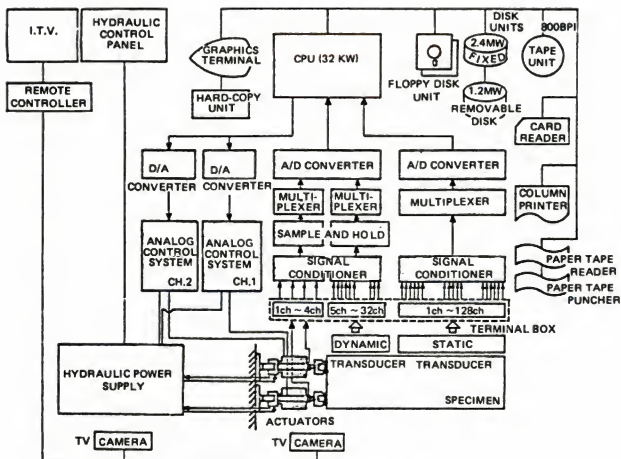 I.T.V.
HYDRAULIC
CONTROL
PANEL
REMOTE
CONTROLLER
GRAPHICS
TERMINAL
HARD-COPY
UNIT
CPU (32 KW)
FLOPPY DISK
UNIT
DISK
UNITS
2.4MW
FIXED
1.2MW
REMOVABLE
DISK
800BPI
TAPE
UNIT
CARD
READER
COLUMN
PRINTER
PAPER TAPE
READER
PAPER TAPE
PUNCHER
D/A
CONVERTER
D/A
CONVERTER
A/D CONVERTER
A/D CONVERTER
MULTI-
PLEXER
MULTI-
PLEXER
MULTIPLEXER
SAMPLE AND HOLD
ANALOG
CONTROL
SYSTEM
CH.2
ANALOG
CONTROL
SYSTEM
CH.1
SIGNAL
CONDITIONER
SIGNAL
CONDITIONER
1ch ~ 4ch
5ch ~ 32ch
1ch ~ 128ch
TERMINAL BOX
DYNAMIC
STATIC
TRANSDUCER
TRANSDUCER
SPECIMEN
HYDRAULIC POWER
SUPPLY
ACTUATORS
TV CAMERA
TV CAMERA